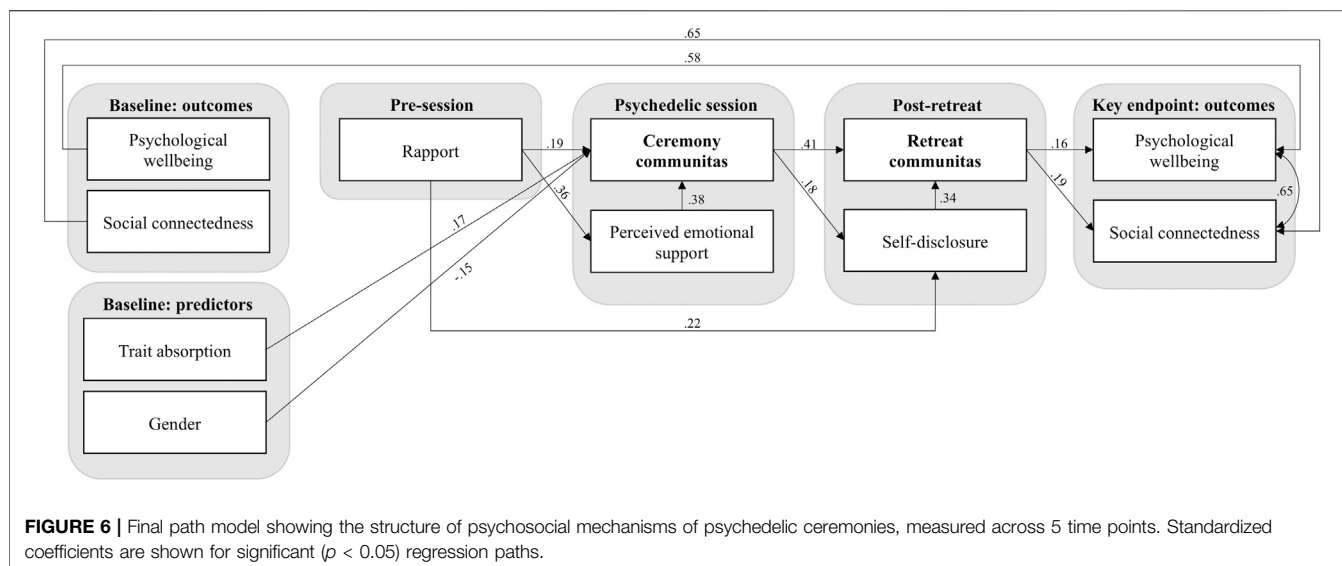 .65
.58
Baseline: outcomes
Psychological
wellbeing
Social connectedness
Baseline: predictors
Trait absorption
Gender
.17
-.15
Pre-session
Rapport
.19
.36
.22
Psychedelic session
Ceremony
communitas
.38
Perceived emotional
support
.41
.18
Post-retreat
Retreat
communitas
.34
Self-disclosure
.16
.19
Key endpoint: outcomes
Psychological
wellbeing
.65
Social connectedness
FIGURE 6 | Final path model showing the structure of psychosocial mechanisms of psychedelic ceremonies, measured across 5 time points. Standardized
coefficients are shown for significant (p < 0.05) regression paths.